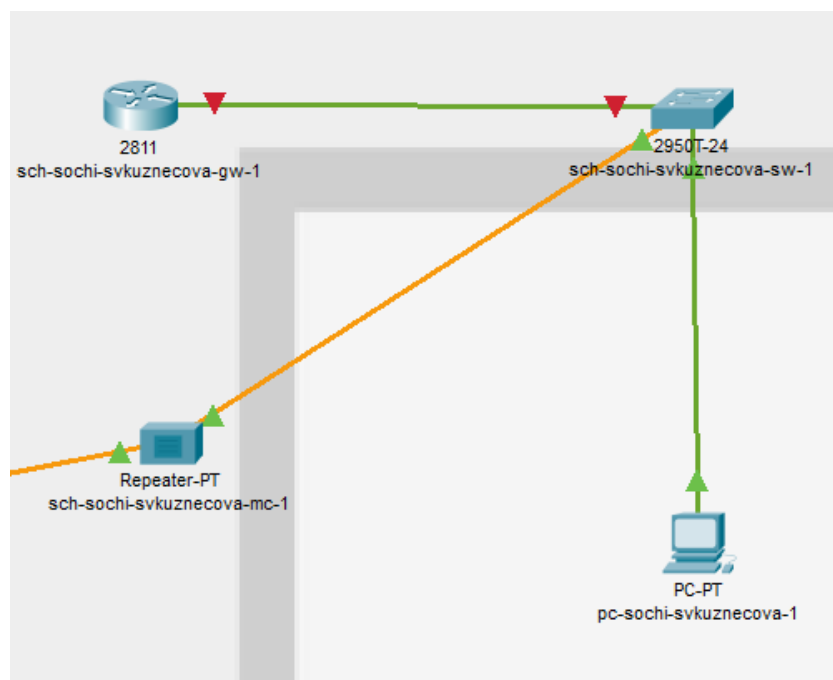 2811
sch-sochi-svkuznecova-gw-1
2950T-24
sch-sochi-svkuznecova-sw-1
Repeater-PT
sch-sochi-svkuznecova-mc-1
PC-PT
pc-sochi-svkuznecova-1